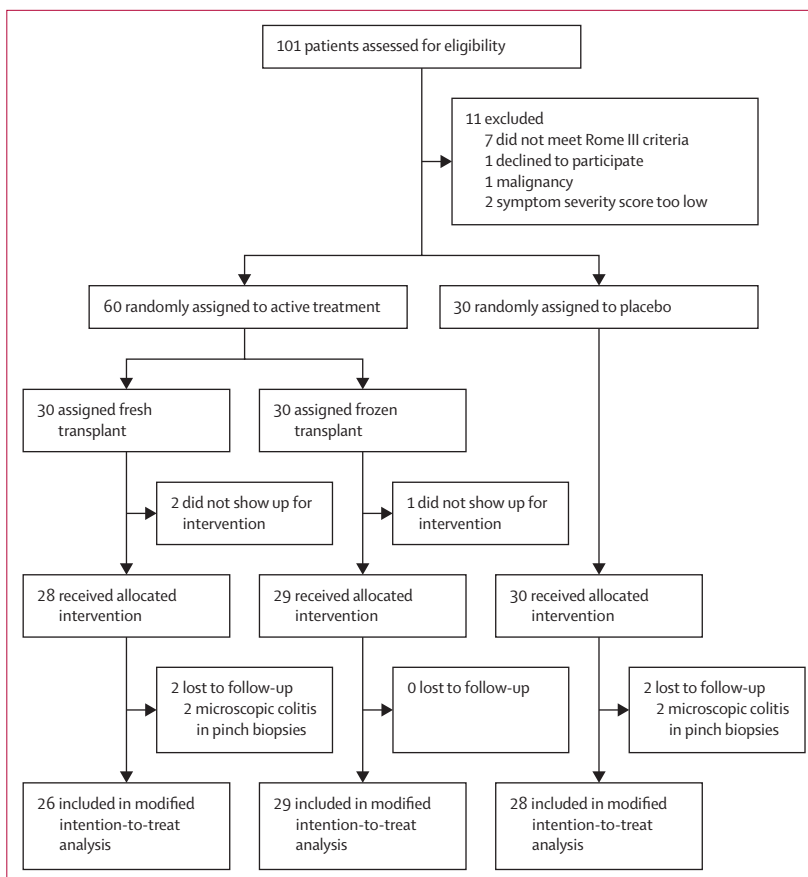 101 patients assessed for eligibility
11 excluded
7 did not meet Rome III criteria
1 declined to participate
1 malignancy
2 symptom severity score too low
60 randomly assigned to active treatment
30 randomly assigned to placebo
30 assigned fresh
transplant
30 assigned frozen
transplant
2 did not show up for
intervention
1 did not show up for
intervention
28 received allocated
intervention
29 received allocated
intervention
30 received allocated
intervention
2 lost to follow-up
2 microscopic colitis
in pinch biopsies
0 lost to follow-up
2 lost to follow-up
2 microscopic colitis
in pinch biopsies
26 included in modified
intention-to-treat
analysis
29 included in modified
intention-to-treat
analysis
28 included in modified
intention-to-treat
analysis